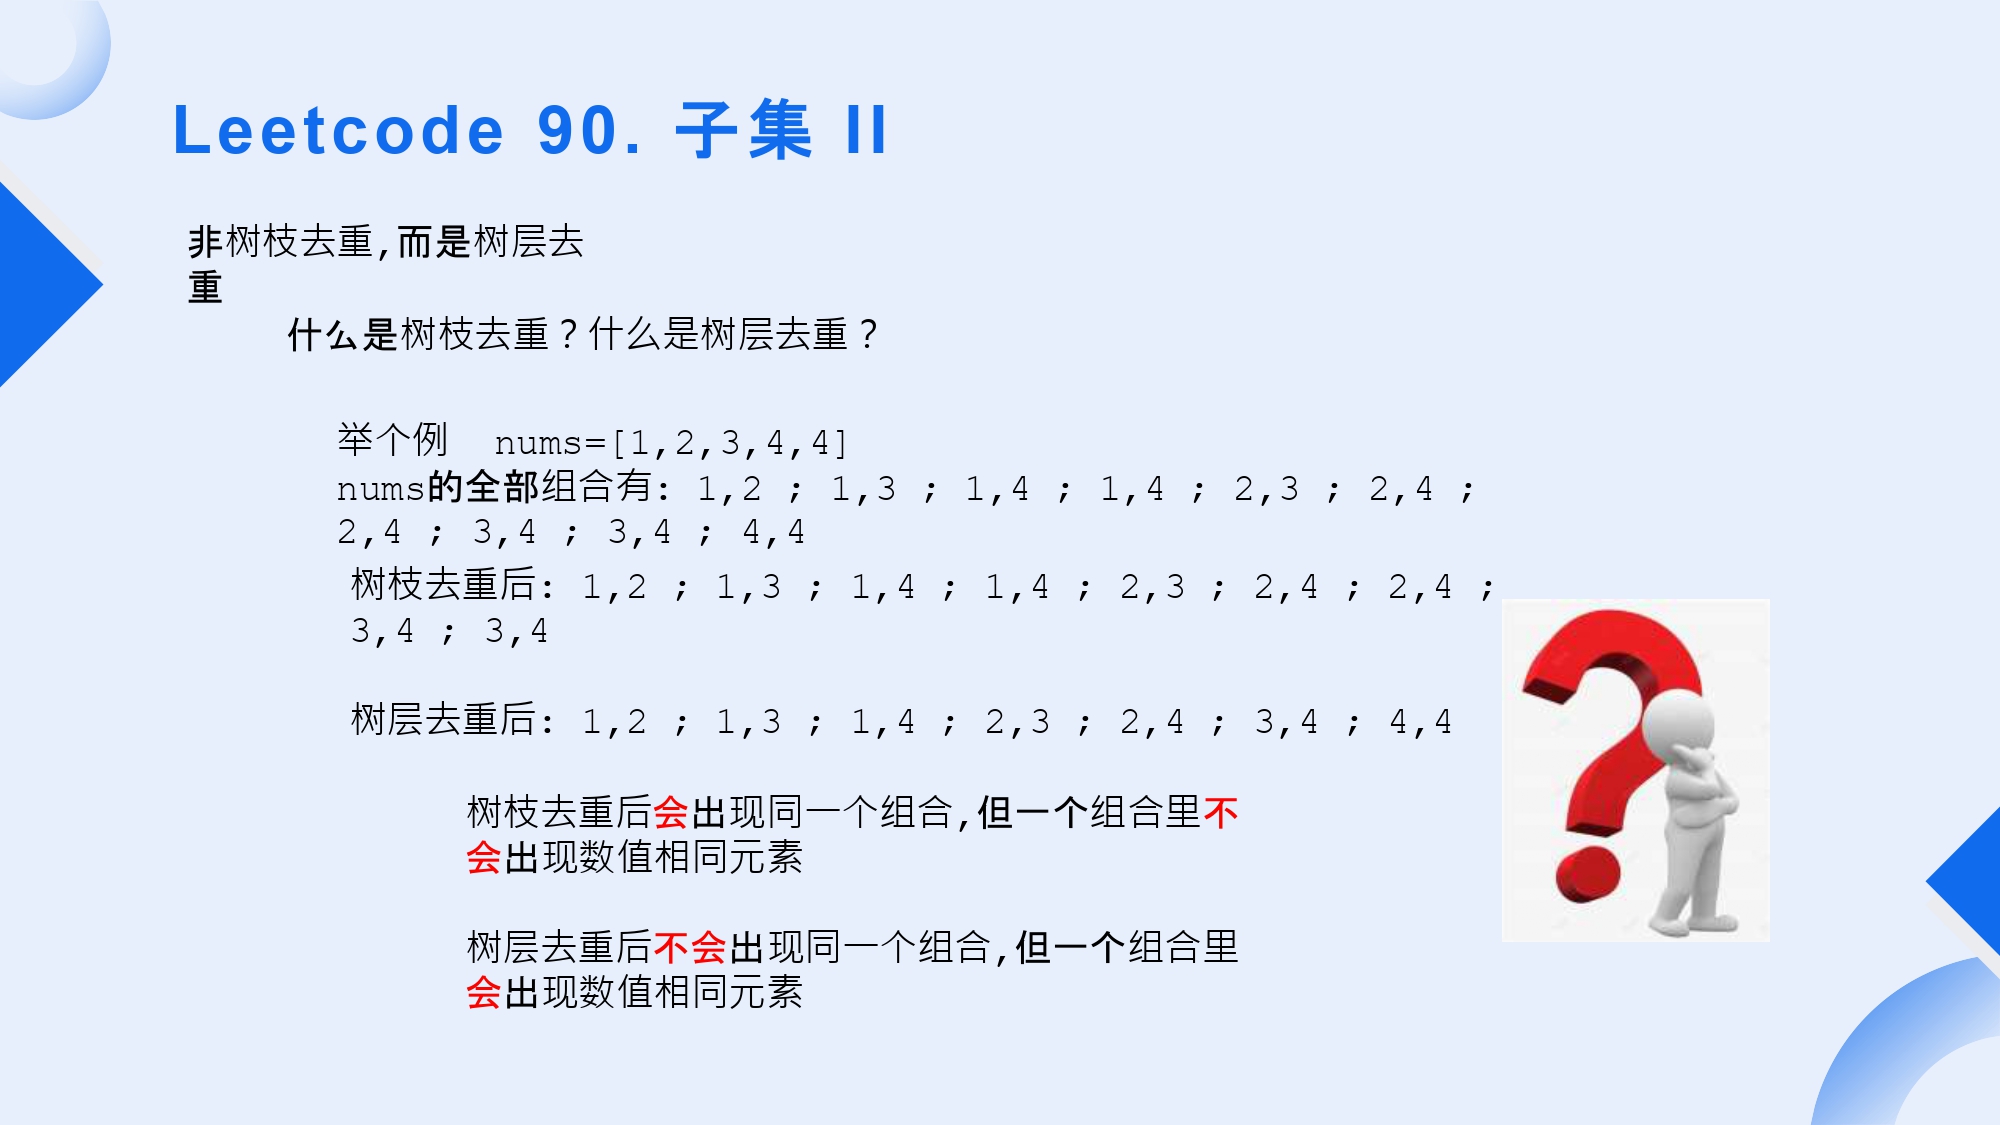 Leetcode 90. 子集 II
非树枝去重,而是树层去
重
什么是树枝去重？什么是树层去重？
举个例 nums=[1,2,3,4,4]
nums的全部组合有: 1,2 ; 1,3 ; 1,4 ; 1,4 ; 2,3 ; 2,4 ;
2,4 ; 3,4 ; 3,4 ; 4,4
树枝去重后: 1,2 ; 1,3 ; 1,4 ; 1,4 ; 2,3 ; 2,4 ; 2,4 ;
3,4 ; 3,4
树层去重后: 1,2 ; 1,3 ; 1,4 ; 2,3 ; 2,4 ; 3,4 ; 4,4
树枝去重后会出现同一个组合,但一个组合里不
会出现数值相同元素
树层去重后不会出现同一个组合,但一个组合里
会出现数值相同元素